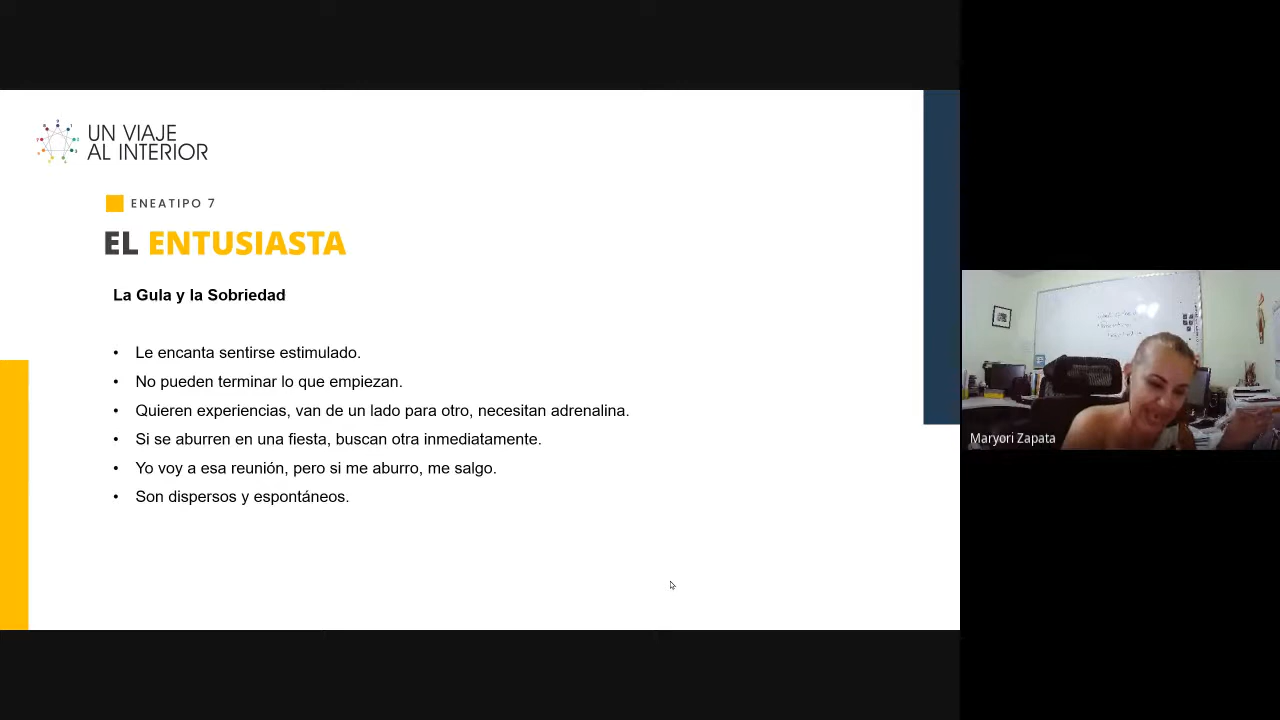 UN VIAJE
AL INTERIOR
ENEATIPO 7
EL ENTUSIASTA
La Gula y la Sobriedad
• Le encanta sentirse estimulado.
• No pueden terminar lo que empiezan.
• Quieren experiencias, van de un lado para otro, necesitan adrenalina.
• Si se aburren en una fiesta, buscan otra inmediatamente.
• Yo voy a esa reunión, pero si me aburro, me salgo.
• Son dispersos y espontáneos.
Maryori Zapata